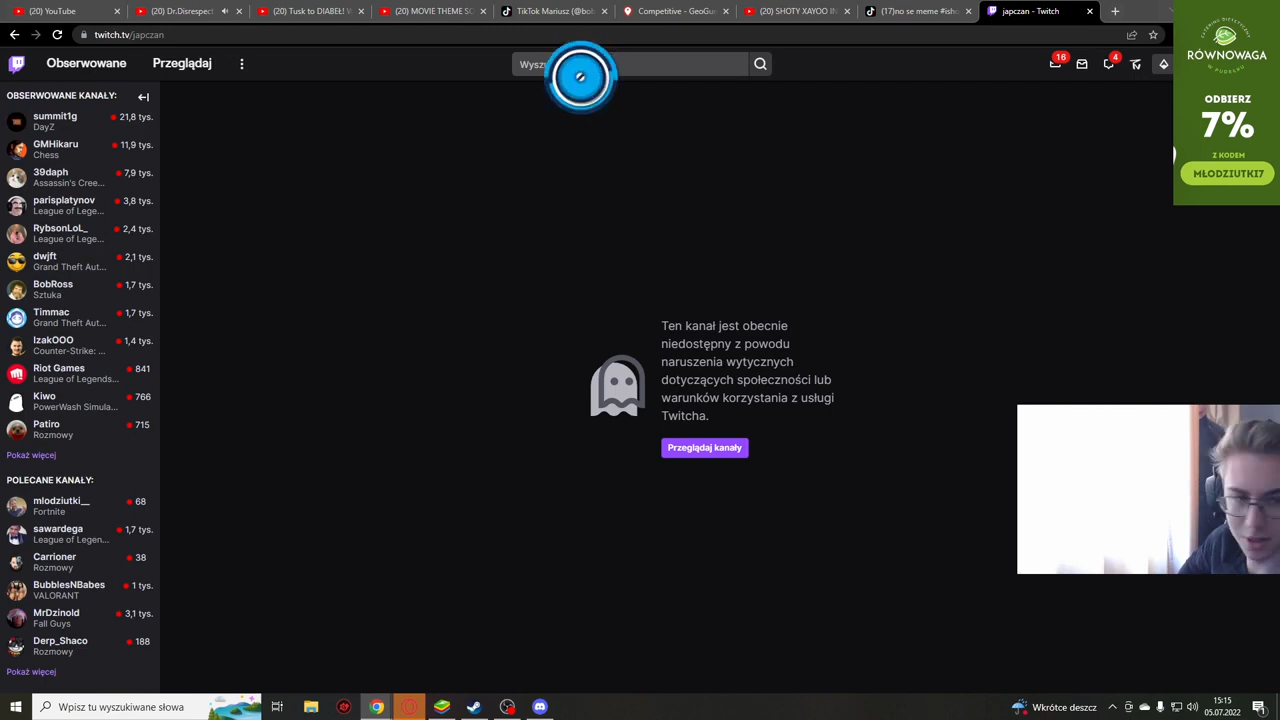 (20) YouTube
(20) Dr.Disrespect
(20) Tusk to DIABEŁ! W
(20) MOVIE THEME SO
TikTok Mariusz (@bob
Competitive - GeoGu
(20) SHOTY XAYOO IN
(17)no se meme #isho
japczan - Twitch
twitch.tv/japczan
Obserwowane
Przeglądaj
Wysz
16
4
RÓWNOWAGA
W PUDEŁKU
ODBIERZ
7%
Z KODEM
MŁODZIUTKI7
OBSERWOWANE KANAŁY:
summit1g
21,8 tys.
DayZ
GMHikaru
11,9 tys.
Chess
39daph
7,9 tys.
Assassin's Cree...
parisplatynov
3,8 tys.
League of Lege...
RybsonLoL_
2,4 tys.
League of Lege...
dwjft
2,1 tys.
Grand Theft Aut...
BobRoss
1,7 tys.
Sztuka
Timmac
1,7 tys.
Grand Theft Aut...
IzakOOO
1,4 tys.
Counter-Strike: ...
Riot Games
841
League of Legends...
Kiwo
766
PowerWash Simula...
Patiro
715
Rozmowy
Pokaż więcej
POLECANE KANAŁY:
mlodziutki__
68
Fortnite
sawardega
1,7 tys.
League of Legen...
Carrioner
38
Rozmowy
BubblesNBabes
1 tys.
VALORANT
MrDzinold
3,1 tys.
Fall Guys
Derp_Shaco
188
Rozmowy
Pokaż więcej
Ten kanał jest obecnie
niedostępny z powodu
naruszenia wytycznych
dotyczących społeczności lub
warunków korzystania z usługi
Twitcha.
Przeglądaj kanały
Wpisz tu wyszukiwane słowa
Wkrótce deszcz
15:15
05.07.2022
1